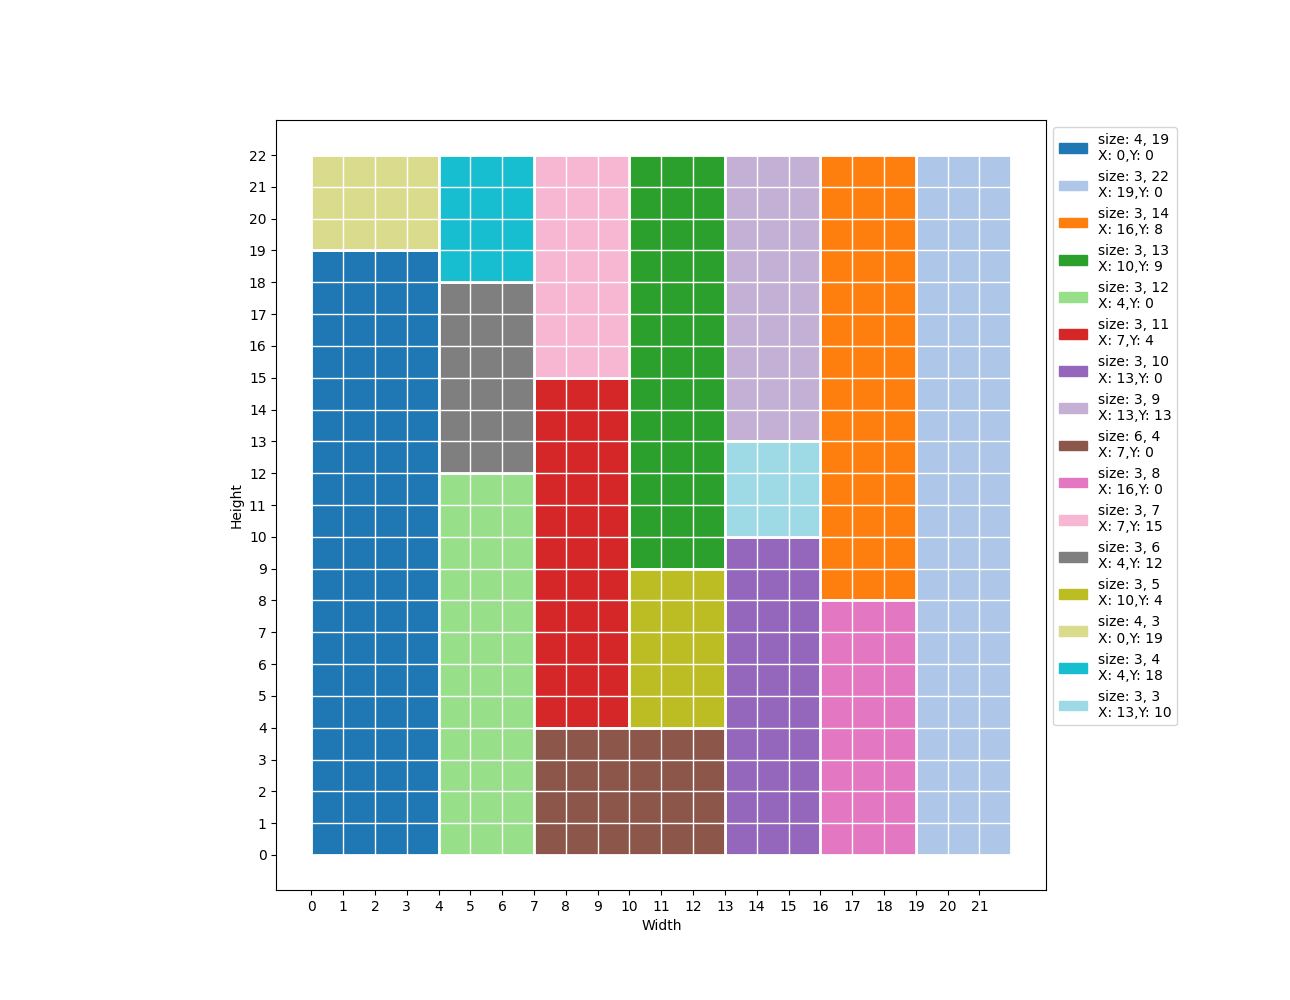 22
21
20
19
18
17
16
15
14
13
12
11
10
9
8
7
6
5
4
3
2
1
0
Height
0 1 2 3 4 5 6 7 8 9 10 11 12 13 14 15 16 17 18 19 20 21
Width
size: 4, 19
X: 0,Y: 0
size: 3, 22
X: 19,Y: 0
size: 3, 14
X: 16,Y: 8
size: 3, 13
X: 10,Y: 9
size: 3, 12
X: 4,Y: 0
size: 3, 11
X: 7,Y: 4
size: 3, 10
X: 13,Y: 0
size: 3, 9
X: 13,Y: 13
size: 6, 4
X: 7,Y: 0
size: 3, 8
X: 16,Y: 0
size: 3, 7
X: 7,Y: 15
size: 3, 6
X: 4,Y: 12
size: 3, 5
X: 10,Y: 4
size: 4, 3
X: 0,Y: 19
size: 3, 4
X: 4,Y: 18
size: 3, 3
X: 13,Y: 10